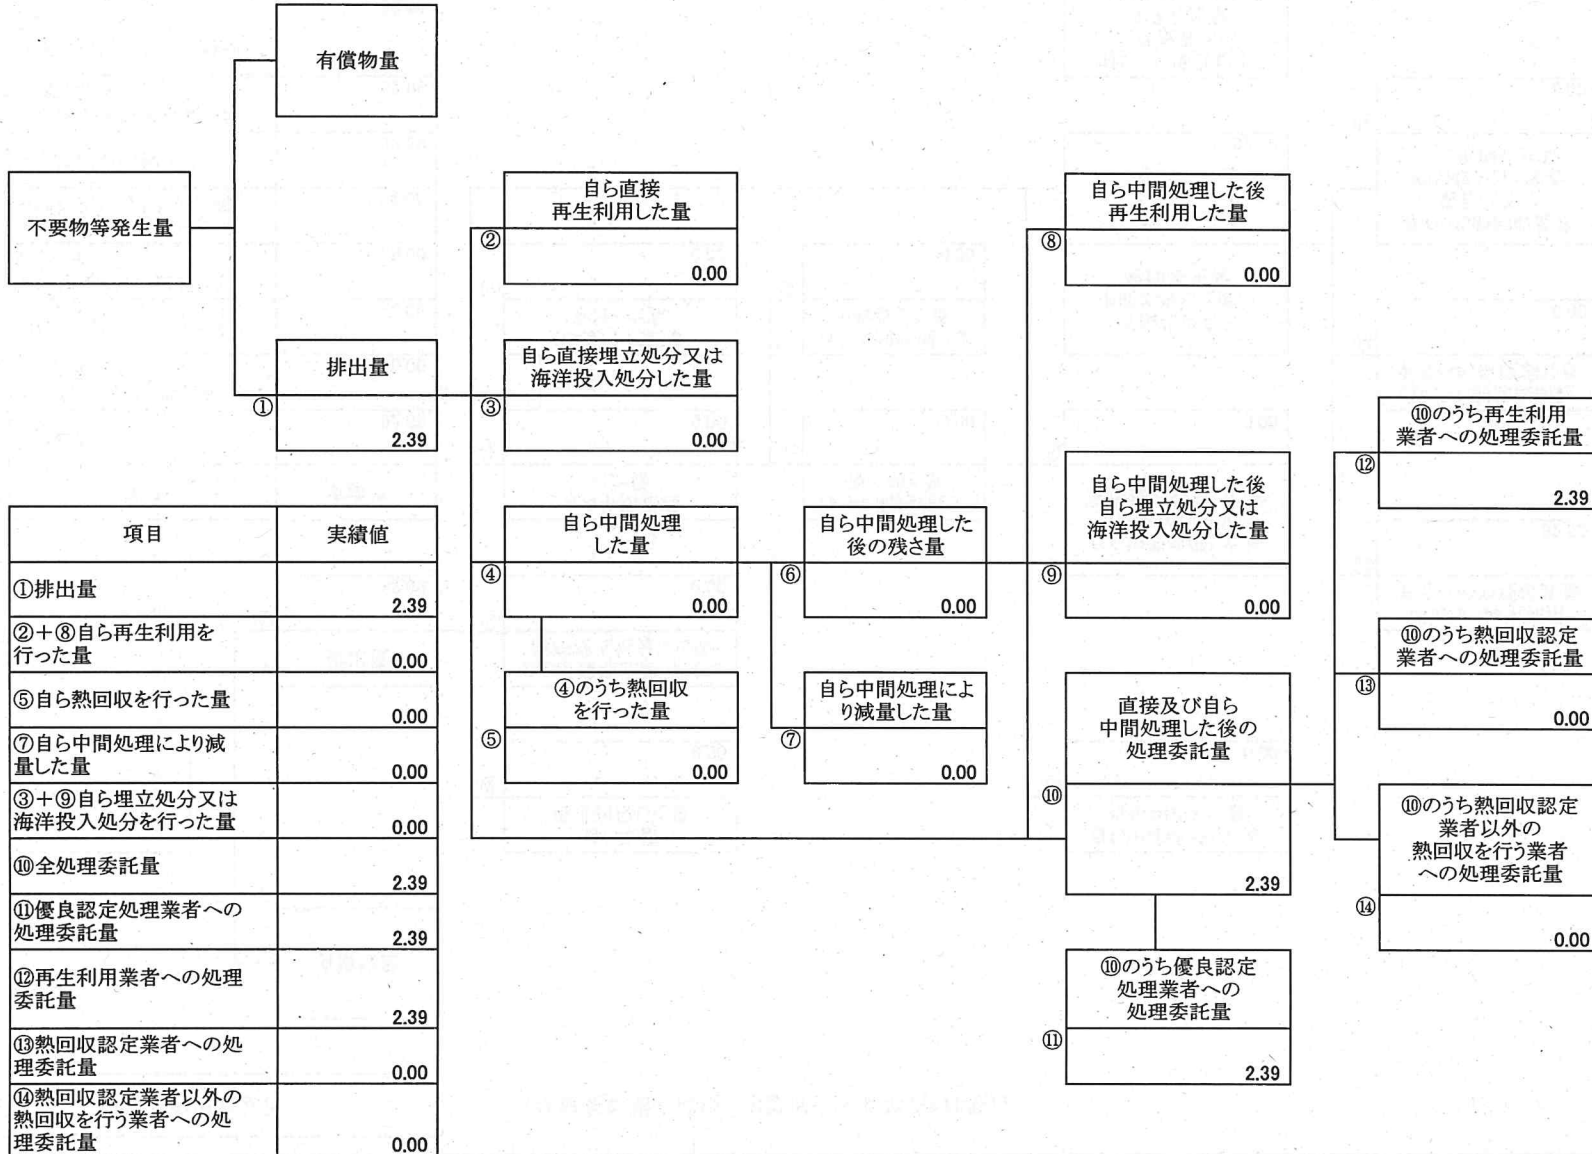 有償物量
不要物等発生量
自ら直接
再生利用した量
②
0.00
自ら中間処理した後
再生利用した量
⑧
0.00
排出量
①
2.39
自ら直接埋立処分又は
海洋投入処分した量
③
0.00
⑩のうち再生利用
業者への処理委託量
⑫
2.39
自ら中間処理
した量
④
0.00
自ら中間処理した
後の残さ量
⑥
0.00
自ら中間処理した後
自ら埋立処分又は
海洋投入処分した量
⑨
0.00
⑩のうち熱回収認定
業者への処理委託量
⑬
0.00
④のうち熱回収
を行った量
⑤
0.00
自ら中間処理によ
り減量した量
⑦
0.00
直接及び自ら
中間処理した後の
処理委託量
⑩
2.39
⑩のうち熱回収認定
業者以外の
熱回収を行う業者
への処理委託量
⑭
0.00
⑩のうち優良認定
処理業者への
処理委託量
⑪
2.39
項目 実績値
①排出量 2.39
②+⑧自ら再生利用を
行った量 0.00
⑤自ら熱回収を行った量 0.00
⑦自ら中間処理により減
量した量 0.00
③+⑨自ら埋立処分又は
海洋投入処分を行った量 0.00
⑩全処理委託量 2.39
⑪優良認定処理業者への
処理委託量 2.39
⑫再生利用業者への処理
委託量 2.39
⑬熱回収認定業者への処
理委託量 0.00
⑭熱回収認定業者以外の
熱回収を行う業者への処
理委託量 0.00